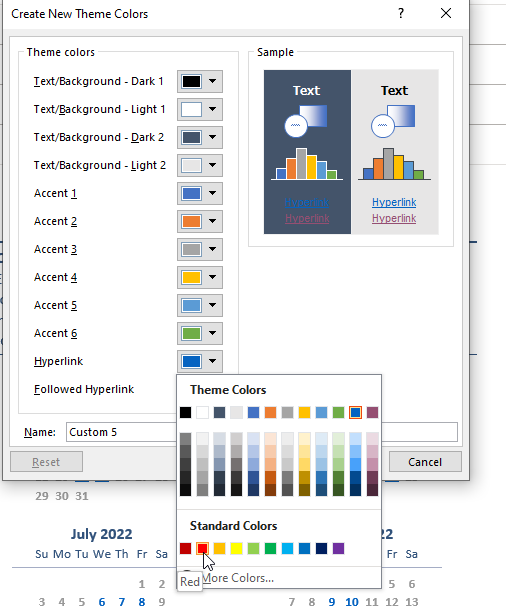 Create New Theme Colors ?
Theme colors
Text/Background - Dark 1
Text/Background - Light 1
Text/Background - Dark 2
Text/Background - Light 2
Accent 1
Accent 2
Accent 3
Accent 4
Accent 5
Accent 6
Hyperlink
Followed Hyperlink
Sample
Text Text
Hyperlink Hyperlink
Hyperlink Hyperlink
Name: Custom 5
Reset Cancel
Theme Colors
Standard Colors
More Colors...
Red
29 30 31
July 2022 22
Su Mo Tu We Th Fr Sa Fr Sa
1 2 5 6
3 4 5 6 7 8 9 7 8 9 10 11 12 13